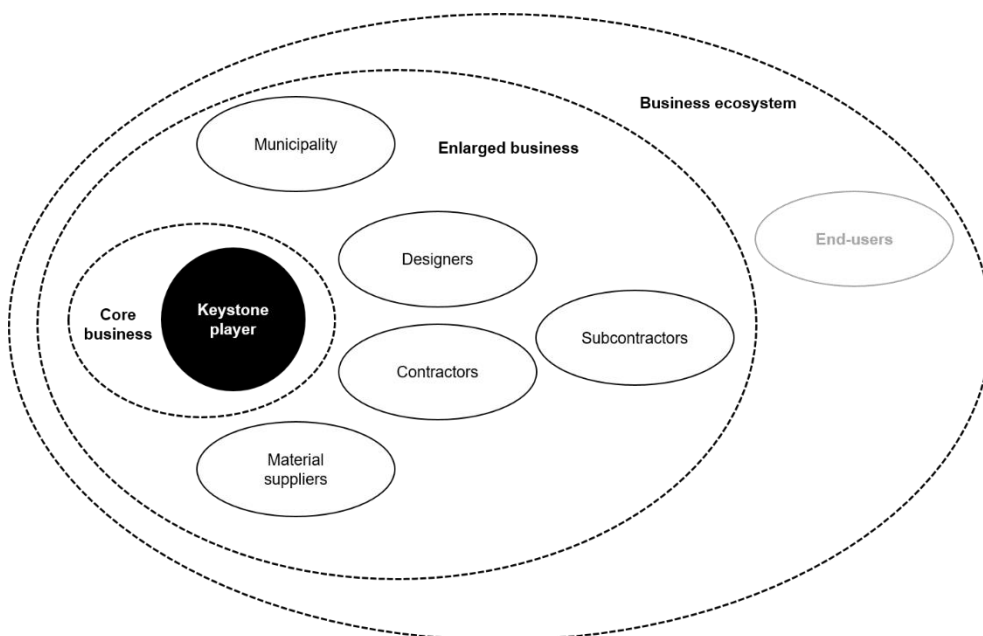 Business ecosystem
Municipality
Enlarged business
End-users
Designers
Core
business
Keystone
player
Subcontractors
Contractors
Material
suppliers